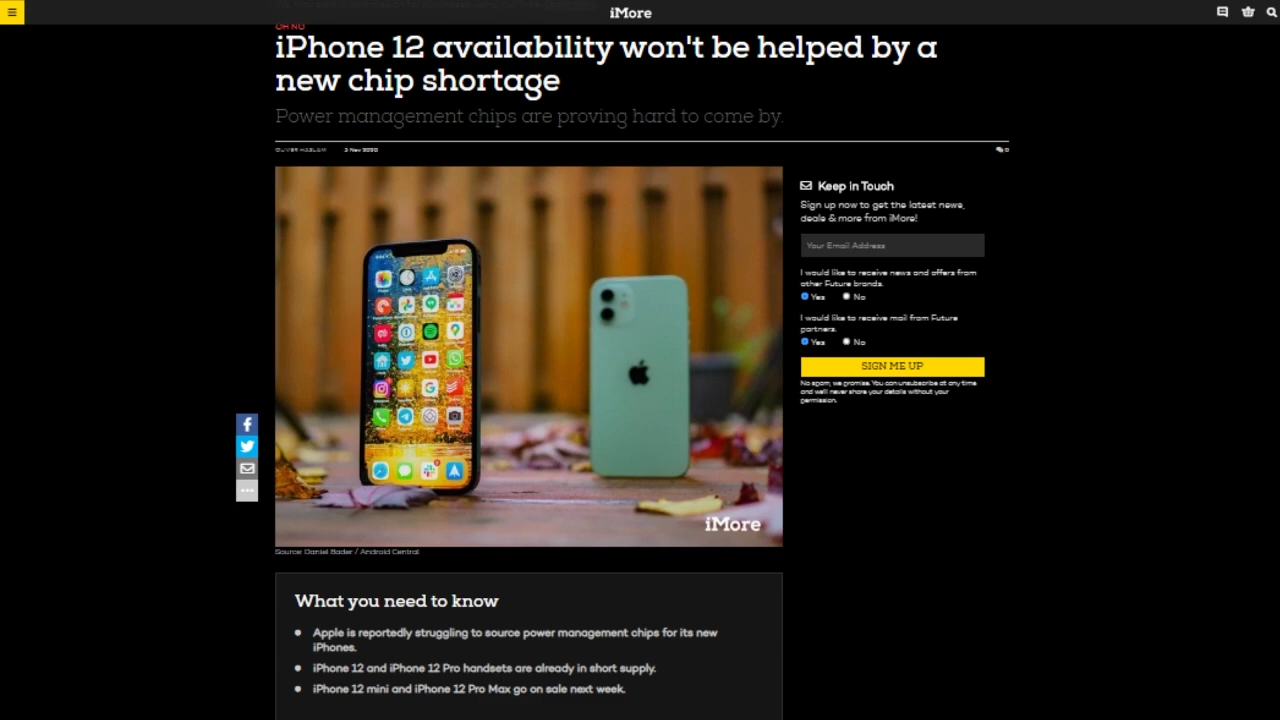 iMore
OH NO
iPhone 12 availability won't be helped by a
new chip shortage
Power management chips are proving hard to come by.
OLIVER HASLAM 3 Nov 2020
0
Keep in Touch
Sign up now to get the latest news,
deals & more from iMore!
Your Email Address
I would like to receive news and offers from
other Future brands.
Yes No
I would like to receive mail from Future
partners.
Yes No
SIGN ME UP
No spam, we promise. You can unsubscribe at any time
and we'll never share your details without your
permission.
iMore
Source: Daniel Bader / Android Central
What you need to know
Apple is reportedly struggling to source power management chips for its new
iPhones.
iPhone 12 and iPhone 12 Pro handsets are already in short supply.
iPhone 12 mini and iPhone 12 Pro Max go on sale next week.